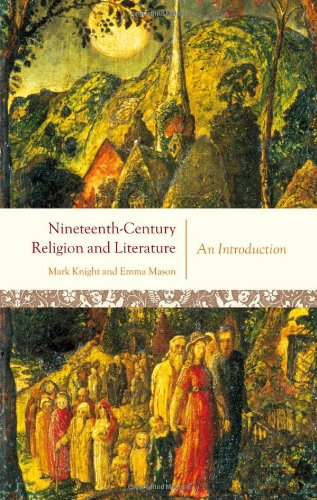 Nineteenth-Century
Religion and Literature
An Introduction
Mark Knight and Emma Mason